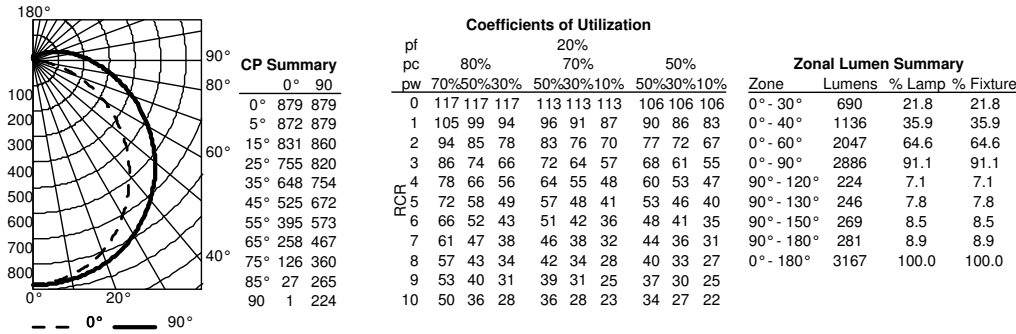 180°
90°
80°
60°
40°
100
200
300
400
500
600
700
800
0° 20°
0° 90°
CP Summary
0° 90
0° 879 879
5° 872 879
15° 831 860
25° 755 820
35° 648 754
45° 525 672
55° 395 573
65° 258 467
75° 126 360
85° 27 265
90 1 224
Coefficients of Utilization
pf 20%
pc 80% 70% 50%
pw 70%50%30% 50%30%10% 50%30%10%
RCR
0 117 117 117 113 113 113 106 106 106
1 105 99 94 96 91 87 90 86 83
2 94 85 78 83 76 70 77 72 67
3 86 74 66 72 64 57 68 61 55
4 78 66 56 64 55 48 60 53 47
5 72 58 49 57 48 41 53 46 40
6 66 52 43 51 42 36 48 41 35
7 61 47 38 46 38 32 44 36 31
8 57 43 34 42 34 28 40 33 27
9 53 40 31 39 31 25 37 30 25
10 50 36 28 36 28 23 34 27 22
Zonal Lumen Summary
Zone Lumens % Lamp % Fixture
0°- 30° 690 21.8 21.8
0°- 40° 1136 35.9 35.9
0°- 60° 2047 64.6 64.6
0°- 90° 2886 91.1 91.1
90°- 120° 224 7.1 7.1
90°- 130° 246 7.8 7.8
90°- 150° 269 8.5 8.5
90°- 180° 281 8.9 8.9
0°- 180° 3167 100.0 100.0